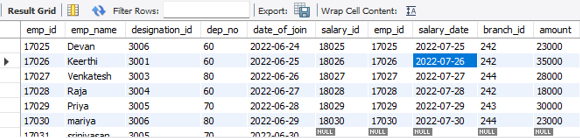 Result Grid Filter Rows: Export: Wrap Cell Content:
emp_id emp_name designation_id dep_no date_of_join salary_id emp_id salary_date branch_id amount
17025 Devan 3006 60 2022-06-24 18025 17025 2022-07-25 242 23000
17026 Keerthi 3001 60 2022-06-25 18026 17026 2022-07-26 242 35000
17027 Venkatesh 3003 80 2022-06-26 18027 17027 2022-07-27 244 28000
17028 Raja 3004 60 2022-06-27 18028 17028 2022-07-28 242 18000
17029 Priya 3005 70 2022-06-28 18029 17029 2022-07-29 243 30000
17030 mariya 3006 80 2022-06-29 18030 17030 2022-07-30 244 23000
17031 srinivasan 3005 70 2022-06-30 NULL NULL NULL NULL NULL